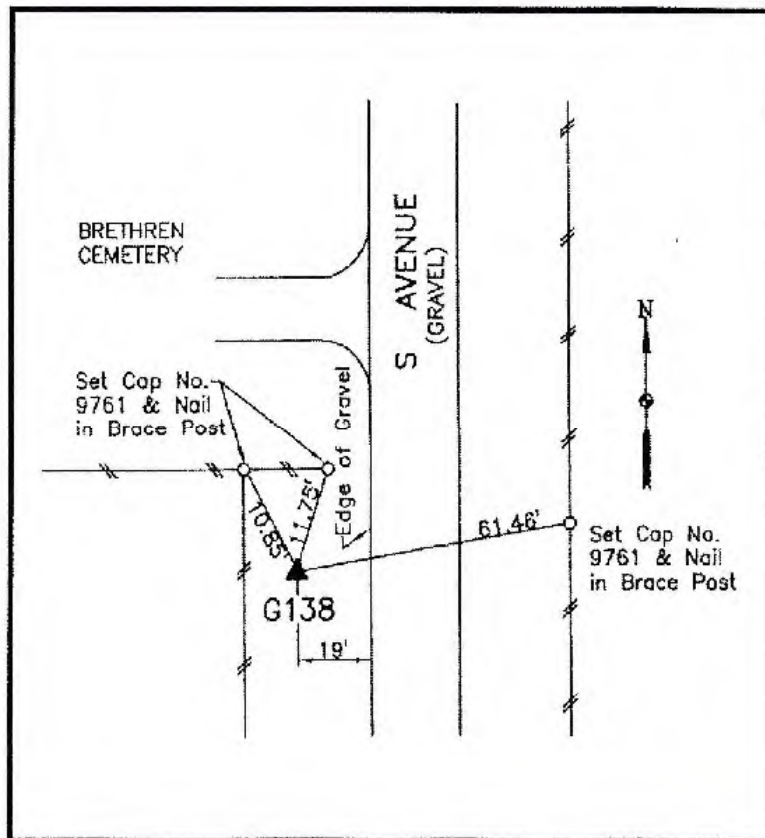 BRETHREN
CEMETERY
S AVENUE
(GRAVEL)
N
Set Cap No.
9761 & Nail
in Brace Post
Edge of Gravel
10.85'
11.75'
61.46'
Set Cap No.
9761 & Nail
in Brace Post
G138
19'